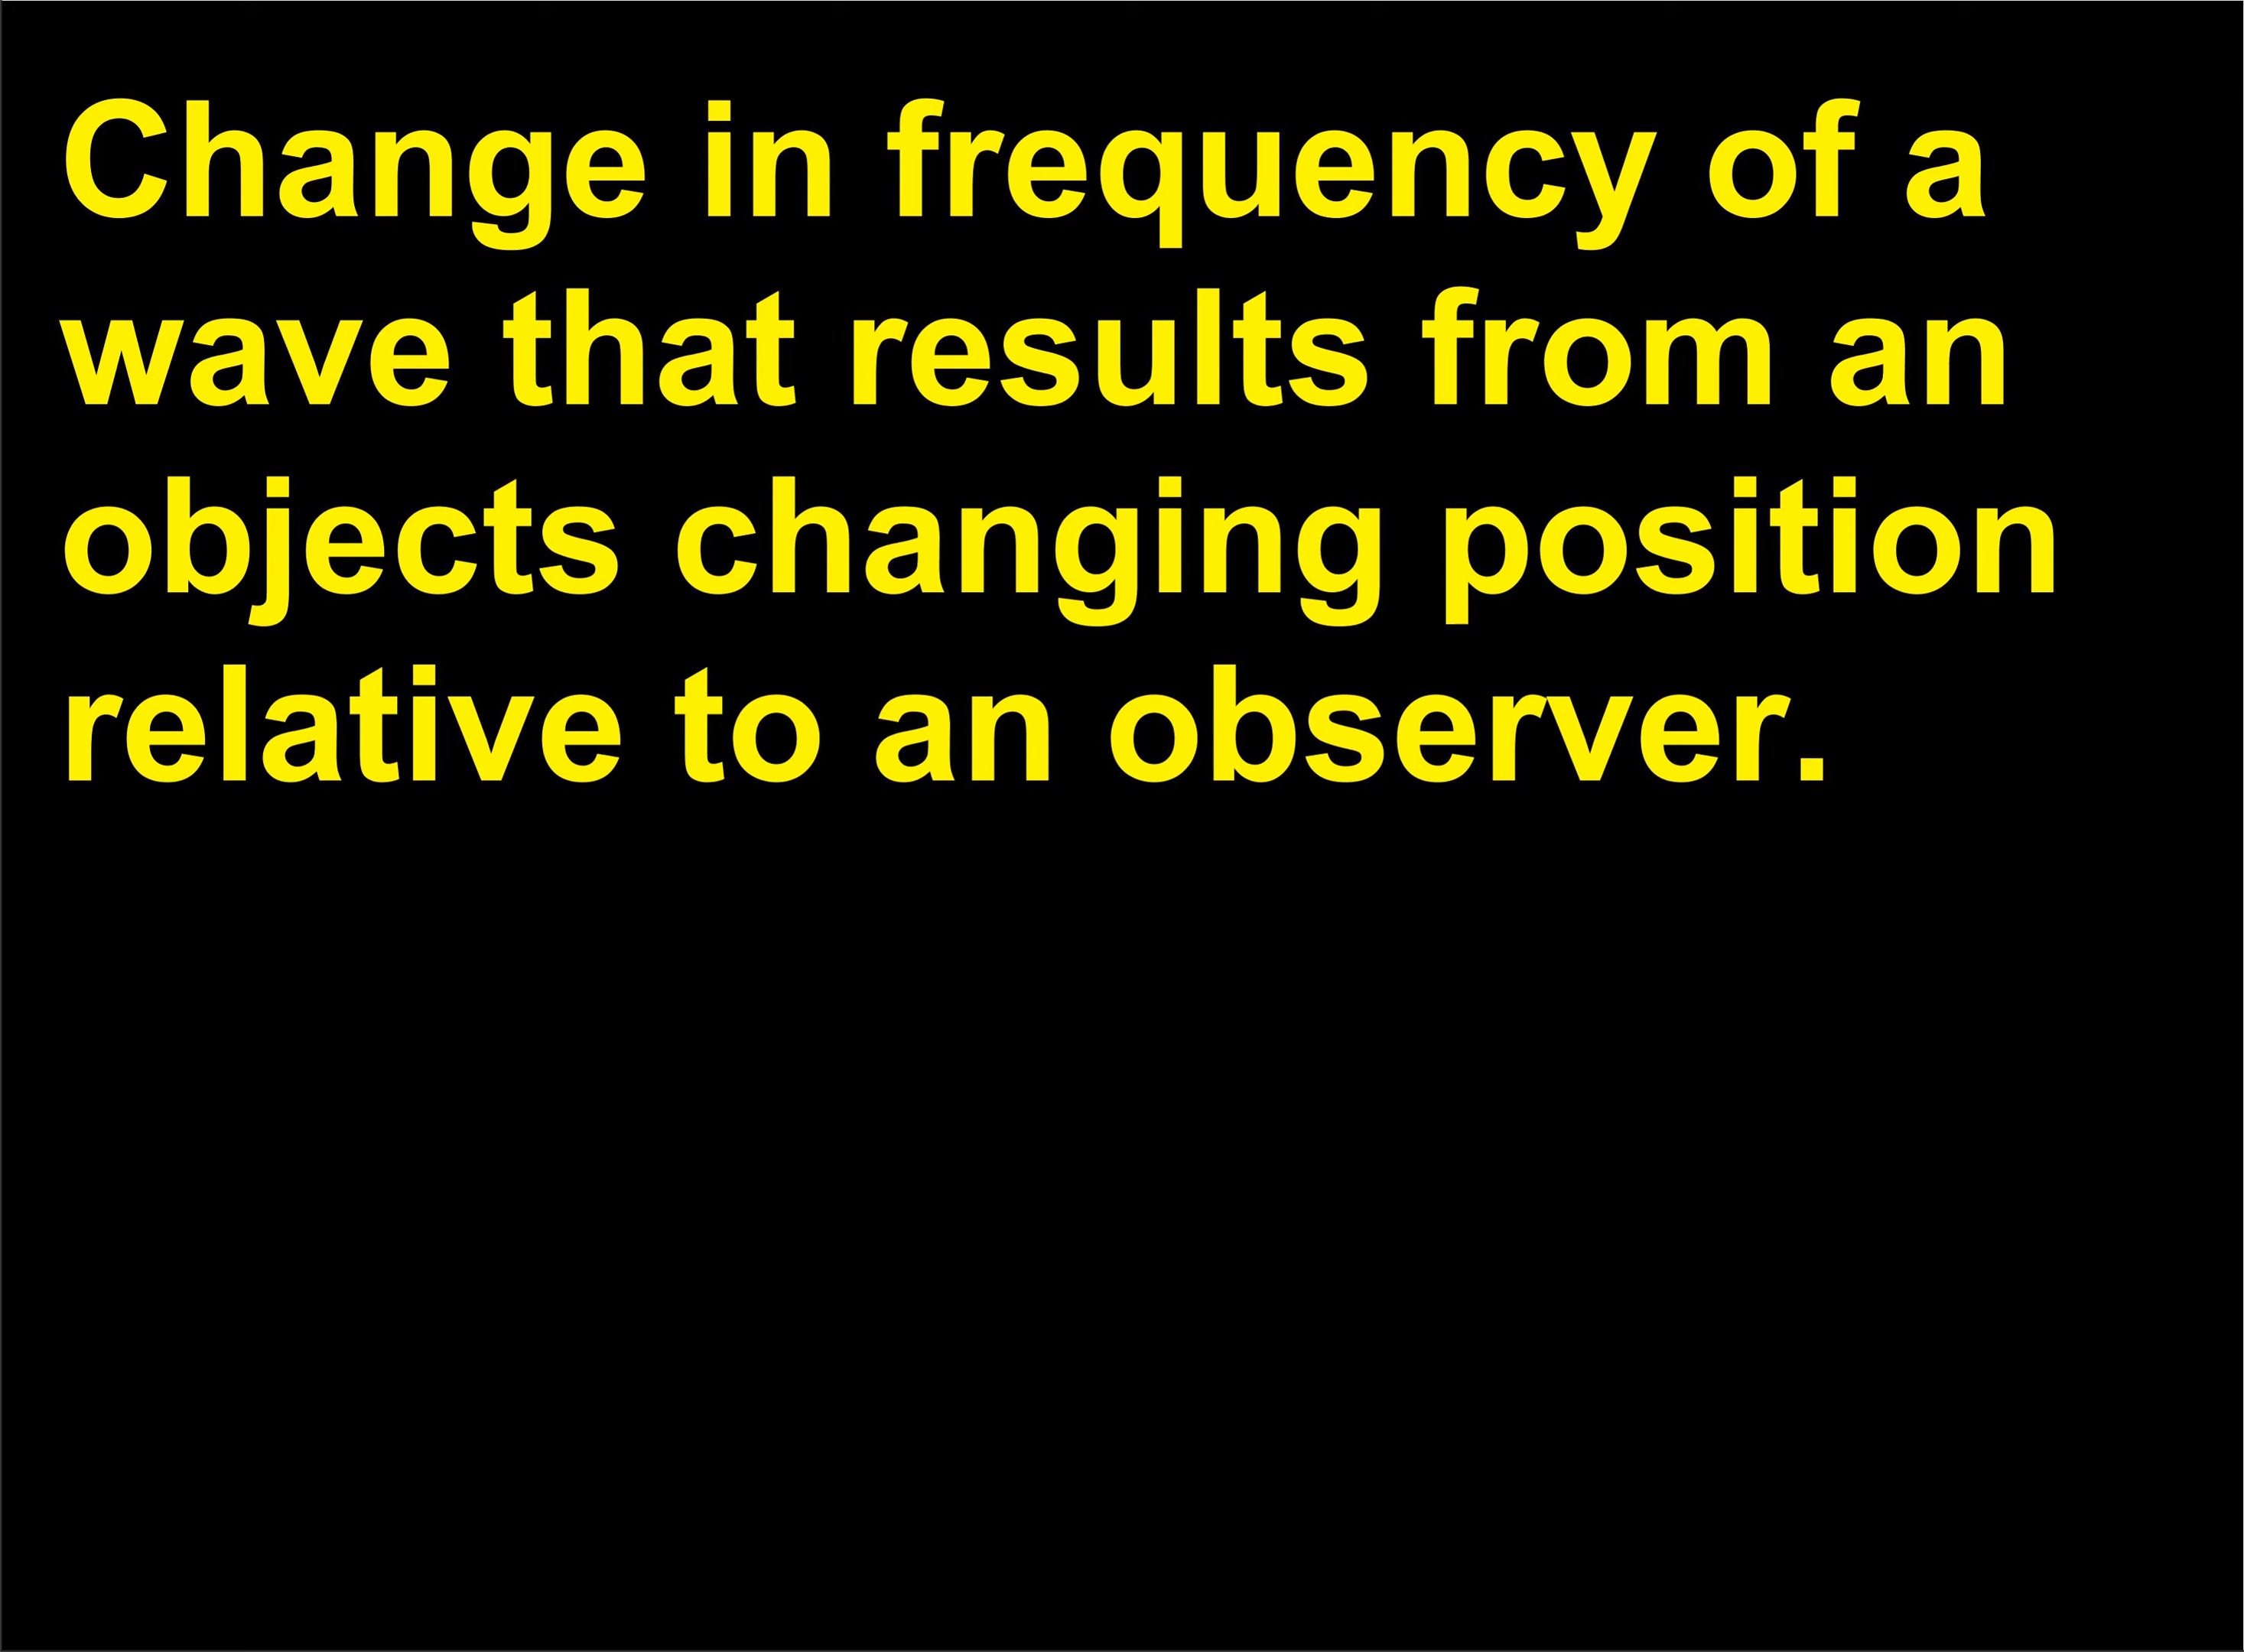 Change in frequency of a
wave that results from an
objects changing position
relative to an observer.